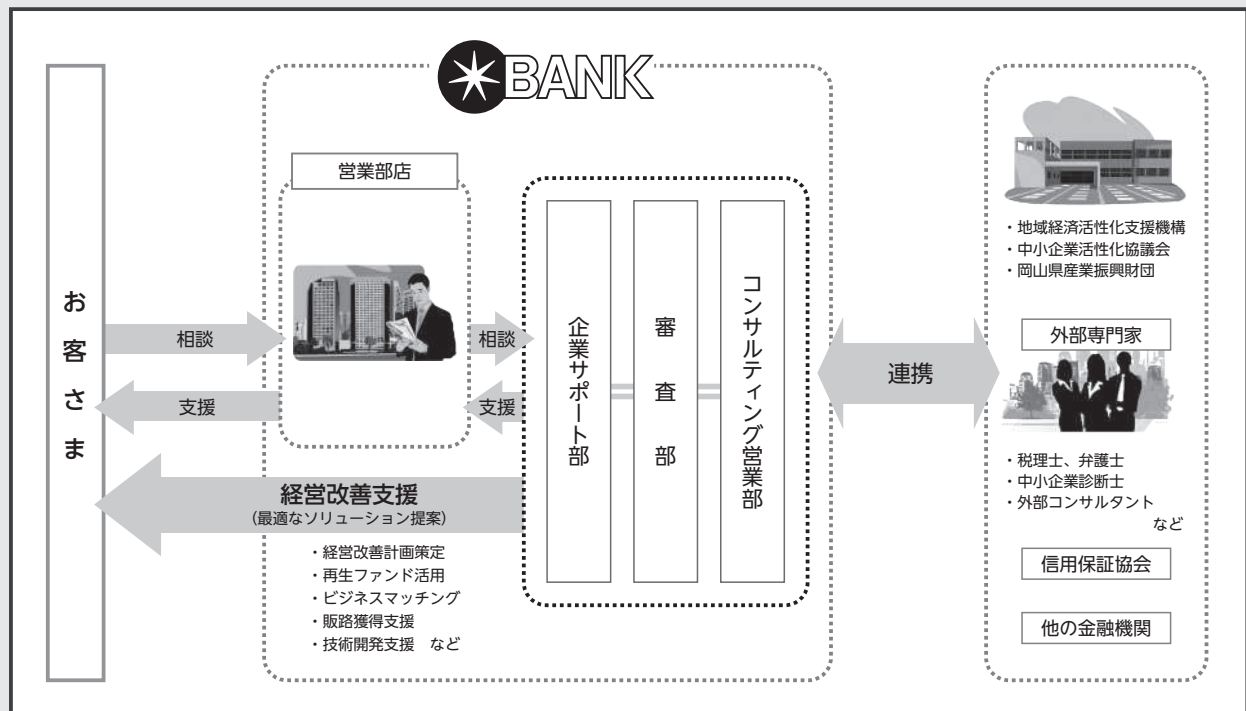 BANK
お客さま
営業部店
相談
支援
相談
支援
経営改善支援
(最適なソリューション提案)
・経営改善計画策定
・再生ファンド活用
・ビジネスマッチング
・販路獲得支援
・技術開発支援 など
企業サポート部
審査部
コンサルティング営業部
連携
・地域経済活性化支援機構
・中小企業活性化協議会
・岡山県産業振興財団
外部専門家
・税理士、弁護士
・中小企業診断士
・外部コンサルタント
など
信用保証協会
他の金融機関